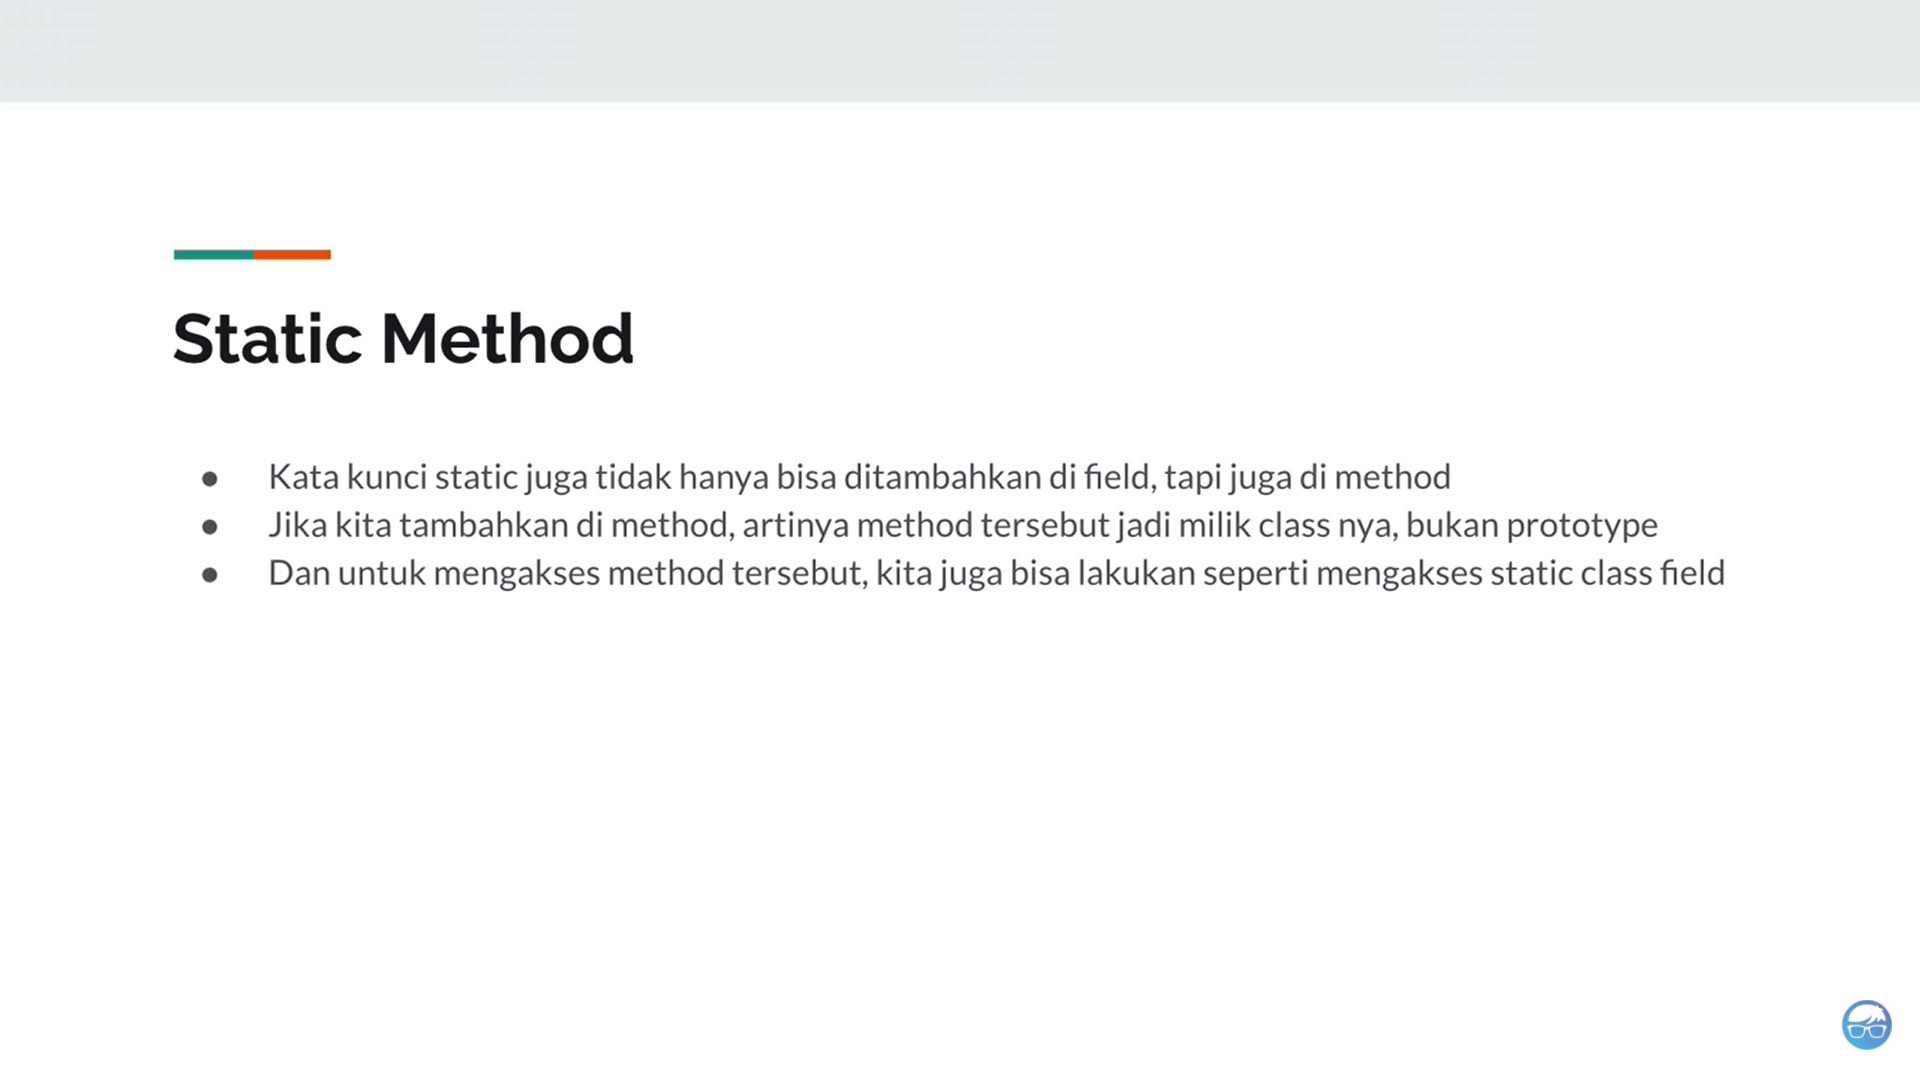 Static Method
● Kata kunci static juga tidak hanya bisa ditambahkan di field, tapi juga di method
● Jika kita tambahkan di method, artinya method tersebut jadi milik class nya, bukan prototype
● Dan untuk mengakses method tersebut, kita juga bisa lakukan seperti mengakses static class field